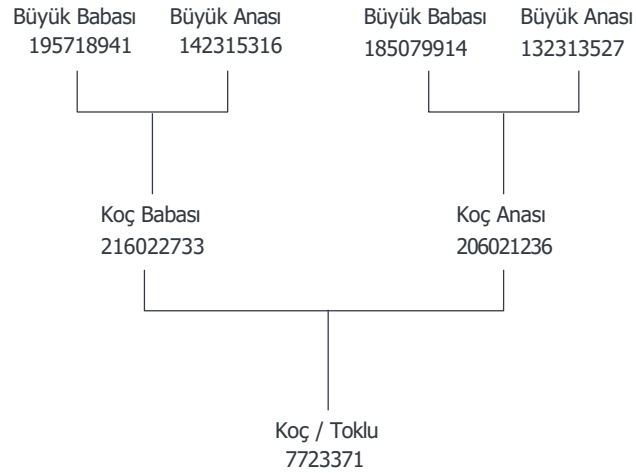 Büyük Babası Büyük Anası Büyük Babası Büyük Anası
195718941 142315316 185079914 132313527
Koç Babası Koç Anası
216022733 206021236
Koç / Toklu
7723371